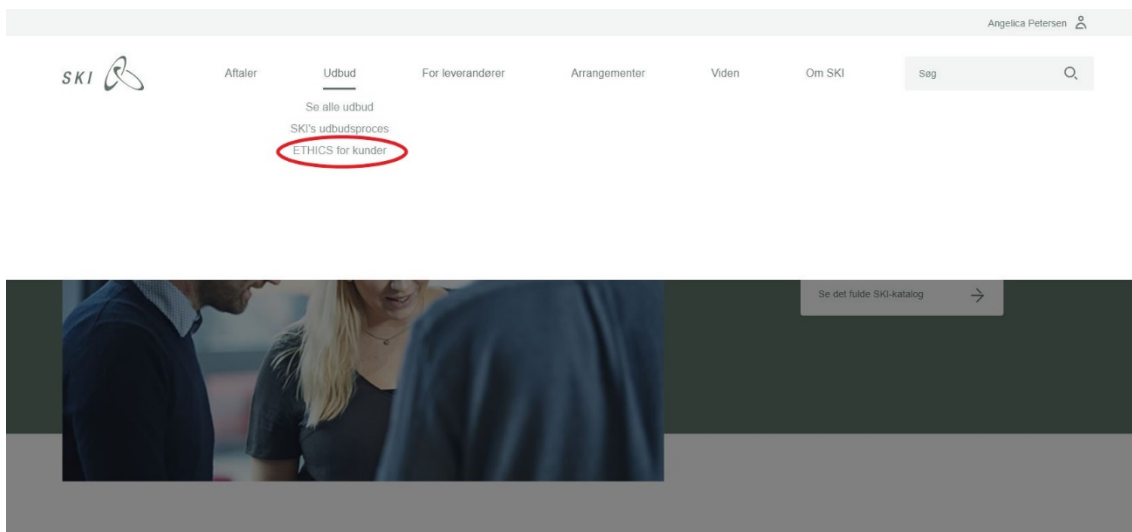 Angelica Petersen
SKI
Aftaler Udbud For leverandører Arrangementer Viden Om SKI Søg
Se alle udbud
SKI's udbudsproces
ETHICS for kunder
Se det fulde SKI-katalog